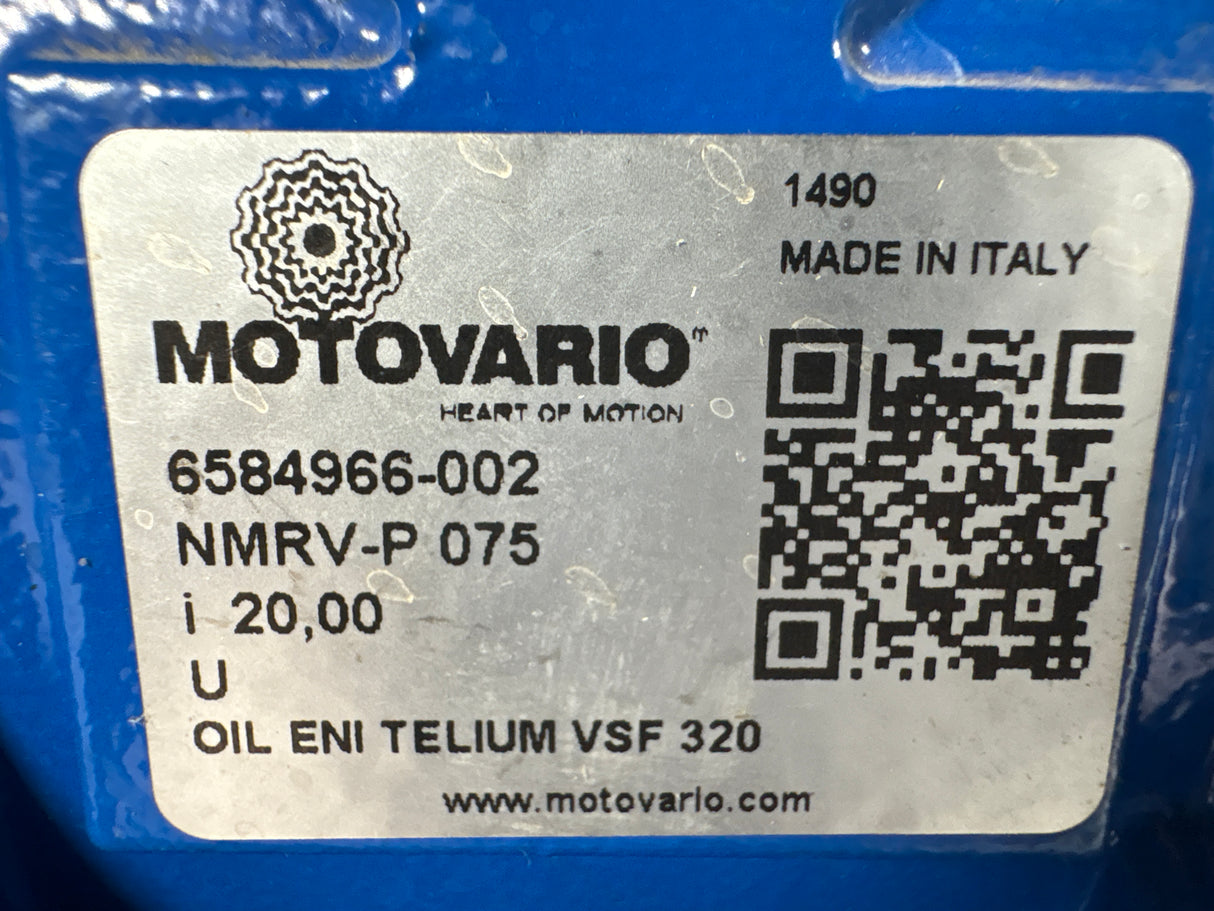 1490
MADE IN ITALY
MOTOVARIO™
HEART OF MOTION
6584966-002
NMRV-P 075
i 20,00
U
OIL ENI TELIUM VSF 320
www.motovario.com